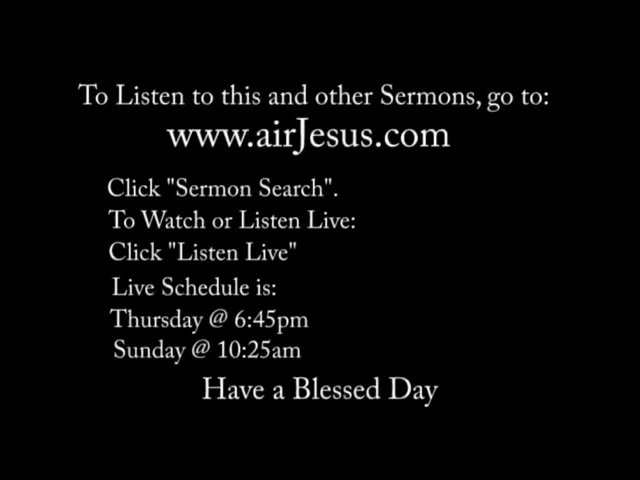 To Listen to this and other Sermons, go to:
www.airJesus.com
Click "Sermon Search".
To Watch or Listen Live:
Click "Listen Live"
Live Schedule is:
Thursday @ 6:45pm
Sunday @ 10:25am
Have a Blessed Day